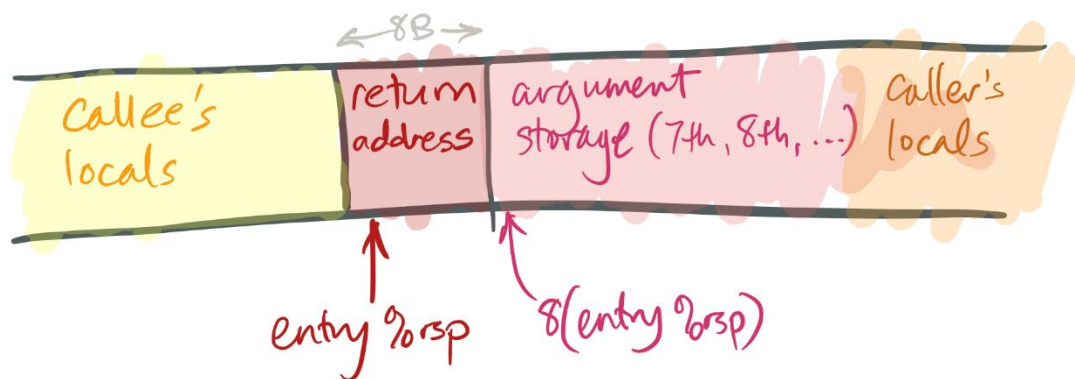 8B
Callee's
locals
return
address
argument
storage (7th, 8th, ...)
Caller's
locals
entry %rsp
8(entry %rsp)